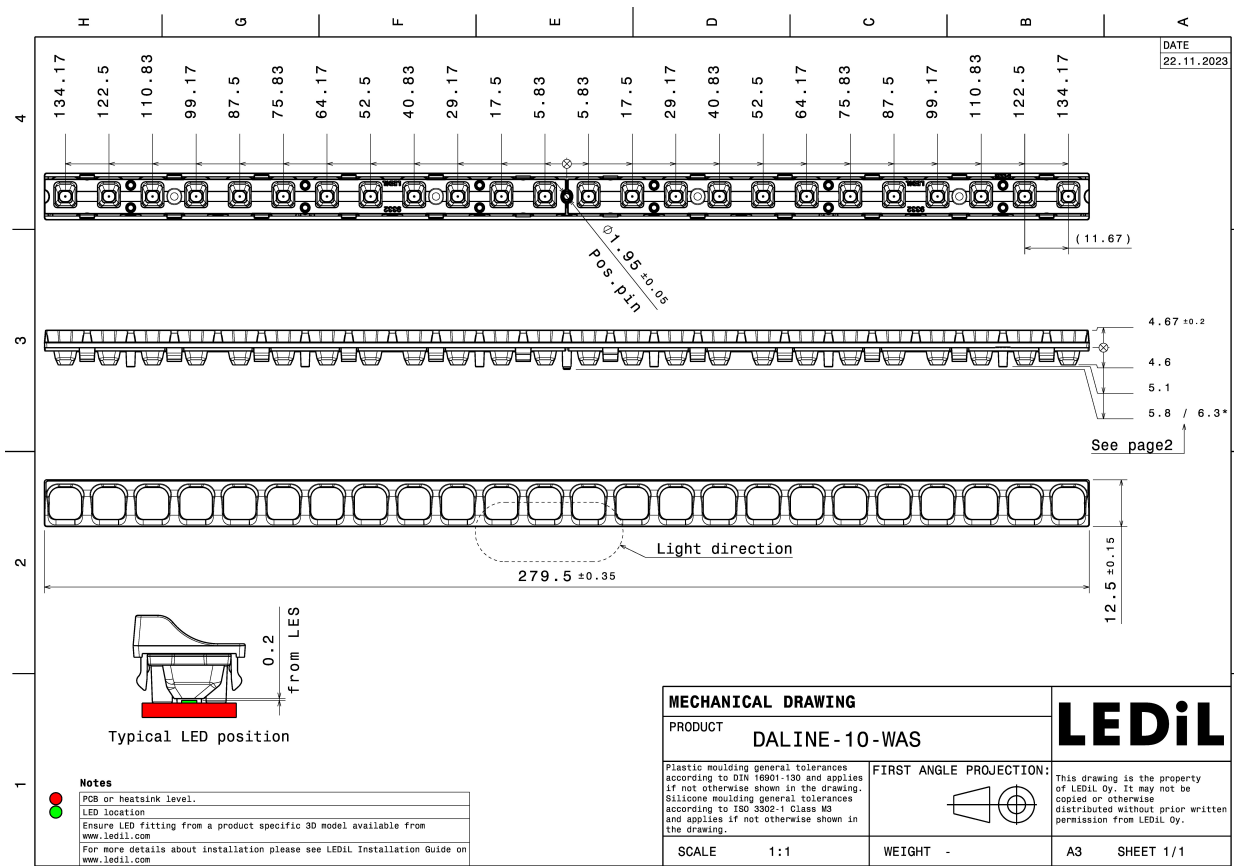 H G F E D C B A
DATE
22.11.2023
4
134.17 122.5 110.83 99.17 87.5 75.83 64.17 52.5 40.83 29.17 17.5 5.83 5.83 17.5 29.17 40.83 52.5 64.17 75.83 87.5 99.17 110.83 122.5 134.17
9332 9332
(11.67)
Ø1.95 ±0.05
Pos.pin
3
4.67 ±0.2
4.6
5.1
5.8 / 6.3*
See page2
2
Light direction
279.5 ±0.35
12.5 ±0.15
0.2
from LES
Typical LED position
1
Notes
PCB or heatsink level.
LED location
Ensure LED fitting from a product specific 3D model available from
www.ledil.com
For more details about installation please see LEDiL Installation Guide on
www.ledil.com
MECHANICAL DRAWING
PRODUCT
DALINE-10-WAS
LEDiL
Plastic moulding general tolerances
according to DIN 16901-130 and applies
if not otherwise shown in the drawing.
Silicone moulding general tolerances
according to ISO 3302-1 Class M3
and applies if not otherwise shown in
the drawing.
FIRST ANGLE PROJECTION:
This drawing is the property
of LEDiL Oy. It may not be
copied or otherwise
distributed without prior written
permission from LEDiL Oy.
SCALE 1:1
WEIGHT -
A3 SHEET 1/1